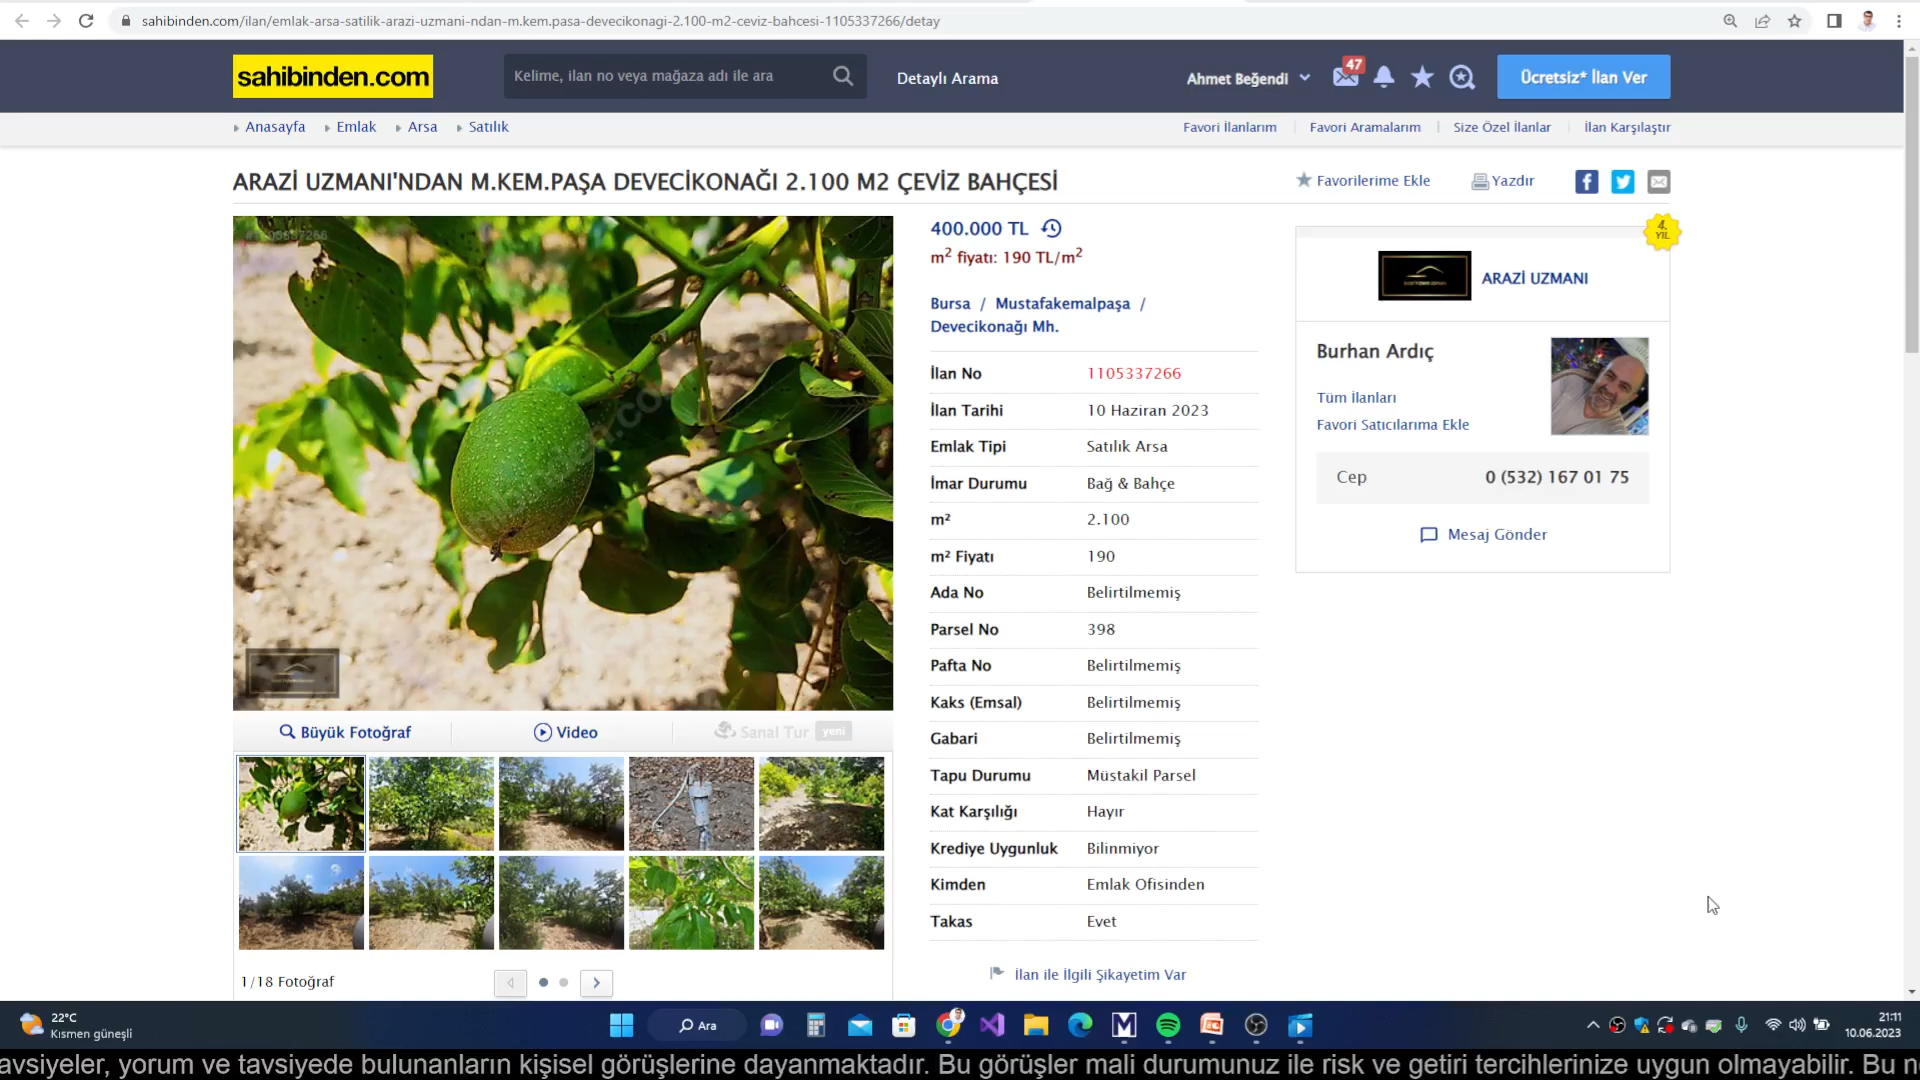 sahibinden.com/ilan/emlak-arsa-satilik-arazi-uzmani-ndan-m.kem.pasa-devecikonagi-2.100-m2-ceviz-bahcesi-1105337266/detay
sahibinden.com
Kelime, ilan no veya mağaza adı ile ara
Detaylı Arama
Ahmet Beğendi
47
Ücretsiz* İlan Ver
Anasayfa
Emlak
Arsa
Satılık
Favori İlanlarım
Favori Aramalarım
Size Özel İlanlar
İlan Karşılaştır
ARAZİ UZMANI'NDAN M.KEM.PAŞA DEVECİKONAĞI 2.100 M2 ÇEVİZ BAHÇESİ
Favorilerime Ekle
Yazdır
#1105337266
400.000 TL
m² fiyatı: 190 TL/m²
Bursa / Mustafakemalpaşa /
Devecikonağı Mh.
İlan No 1105337266
İlan Tarihi 10 Haziran 2023
Emlak Tipi Satılık Arsa
İmar Durumu Bağ & Bahçe
m² 2.100
m² Fiyatı 190
Ada No Belirtilmemiş
Parsel No 398
Pafta No Belirtilmemiş
Kaks (Emsal) Belirtilmemiş
Gabari Belirtilmemiş
Tapu Durumu Müstakil Parsel
Kat Karşılığı Hayır
Krediye Uygunluk Bilinmiyor
Kimden Emlak Ofisinden
Takas Evet
İlan ile İlgili Şikayetim Var
4.
YIL
ARAZİ UZMANI
Burhan Ardıç
Tüm İlanları
Favori Satıcılarıma Ekle
Cep 0 (532) 167 01 75
Mesaj Gönder
Büyük Fotoğraf
Video
Sanal Tur yeni
1/18 Fotoğraf
22°C
Kısmen güneşli
Ara
21:11
10.06.2023
avsiyeler, yorum ve tavsiyede bulunanların kişisel görüşlerine dayanmaktadır. Bu görüşler mali durumunuz ile risk ve getiri tercihlerinize uygun olmayabilir. Bu n